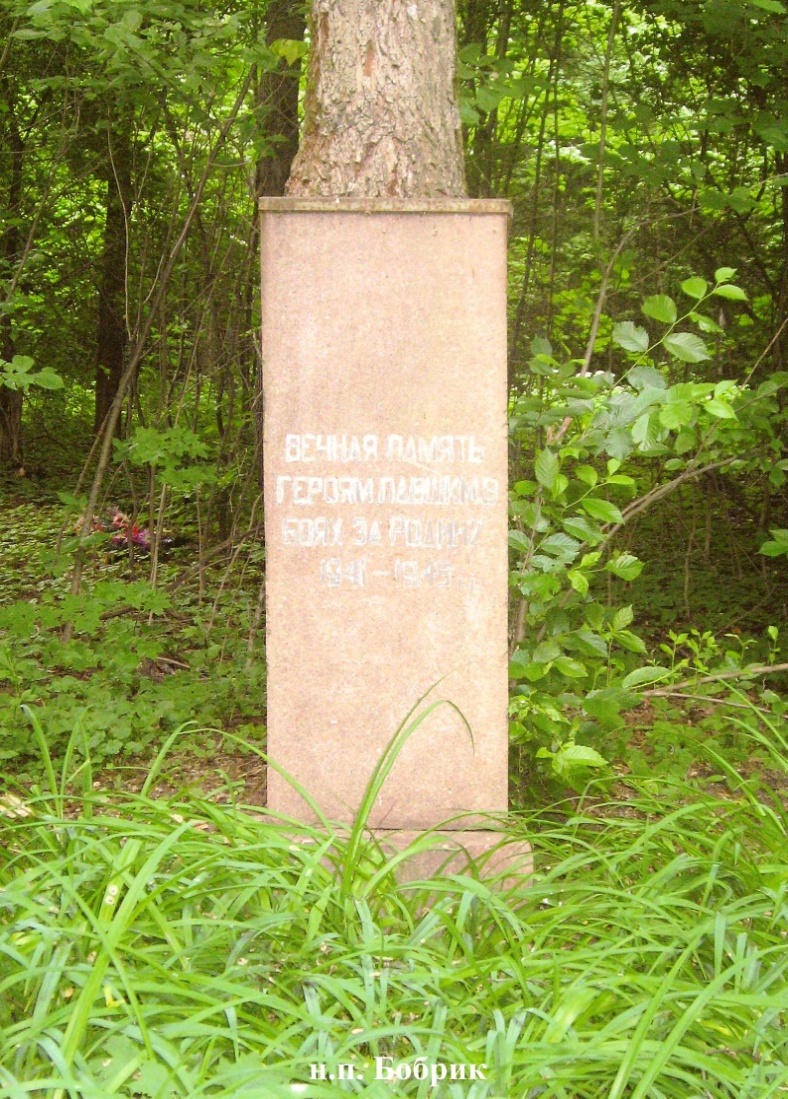 ВЕЧНАЯ ПАМЯТЬ
ГЕРОЯМ, ПАВШИМ В
БОЯХ ЗА РОДИНУ
1941-1945
н.п. Бобрик